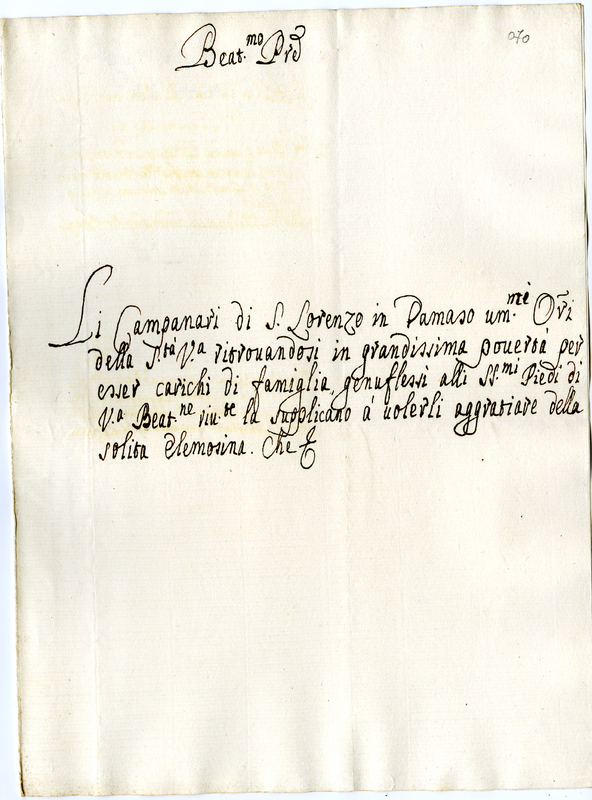 Beat.mo Pre
070
Li Campanari di S. Lorenzo in Damaso um.mi Ori
della S.tà V.a ritrouandosi in grandissima pouertà per
esser carichi di famiglia, genuflessi alli SS.mi Piedi di
V.a Beat.ne riu.te la supplicano à uolerli aggratiare della
solita elemosina. Che